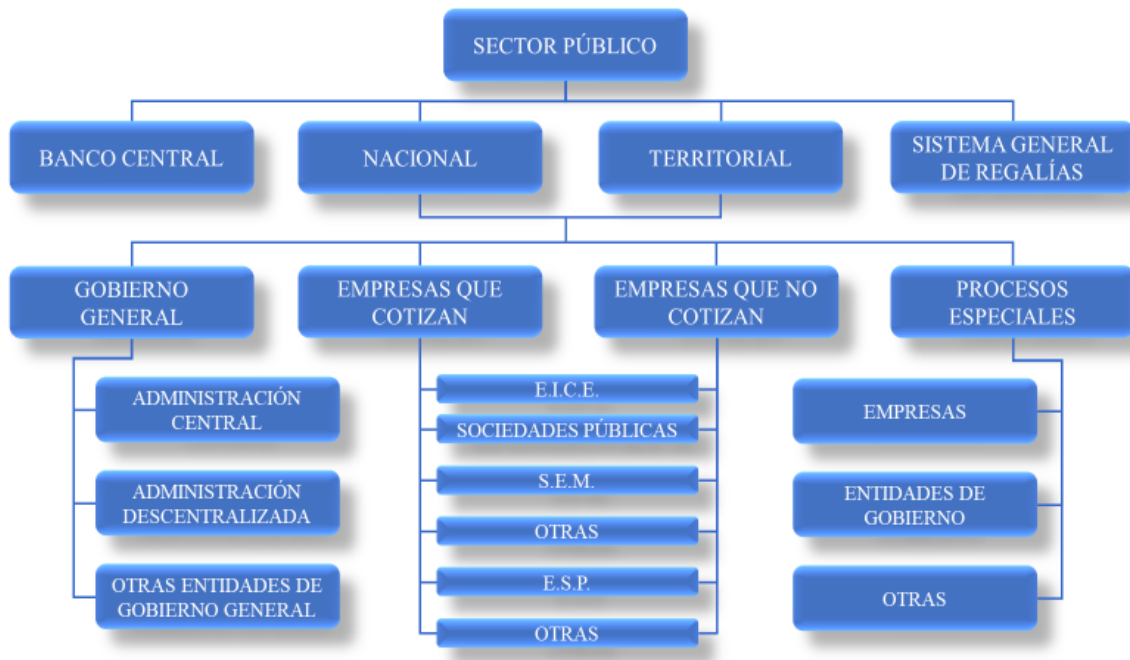 SECTOR PÚBLICO
BANCO CENTRAL
NACIONAL
TERRITORIAL
SISTEMA GENERAL
DE REGALÍAS
GOBIERNO
GENERAL
EMPRESAS QUE
COTIZAN
EMPRESAS QUE NO
COTIZAN
PROCESOS
ESPECIALES
ADMINISTRACIÓN
CENTRAL
ADMINISTRACIÓN
DESCENTRALIZADA
OTRAS ENTIDADES DE
GOBIERNO GENERAL
E.I.C.E.
SOCIEDADES PÚBLICAS
S.E.M.
OTRAS
E.S.P.
OTRAS
EMPRESAS
ENTIDADES DE
GOBIERNO
OTRAS